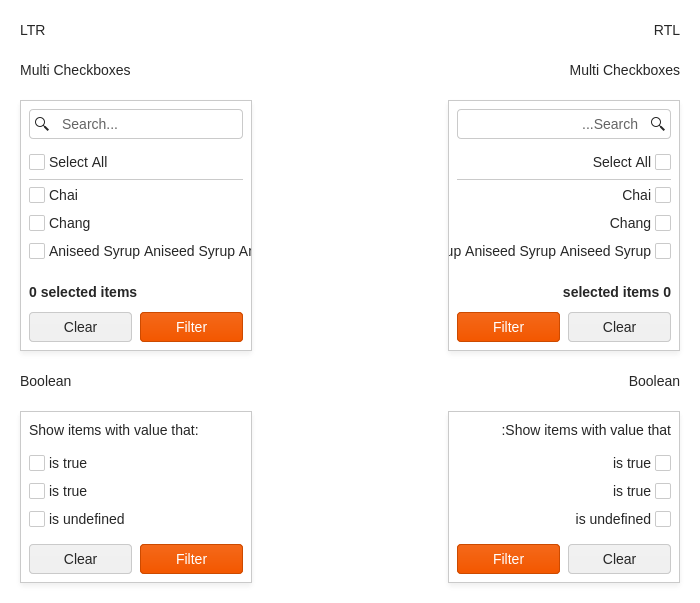 LTR
RTL
Multi Checkboxes
Multi Checkboxes
Search...
Select All
Chai
Chang
Aniseed Syrup Aniseed Syrup
0 selected items
Clear Filter
...Search
Select All
Chai
Chang
Aniseed Syrup Aniseed Syrup
selected items 0
Filter Clear
Boolean
Boolean
Show items with value that:
is true
is true
is undefined
Clear Filter
:Show items with value that
is true
is true
is undefined
Filter Clear